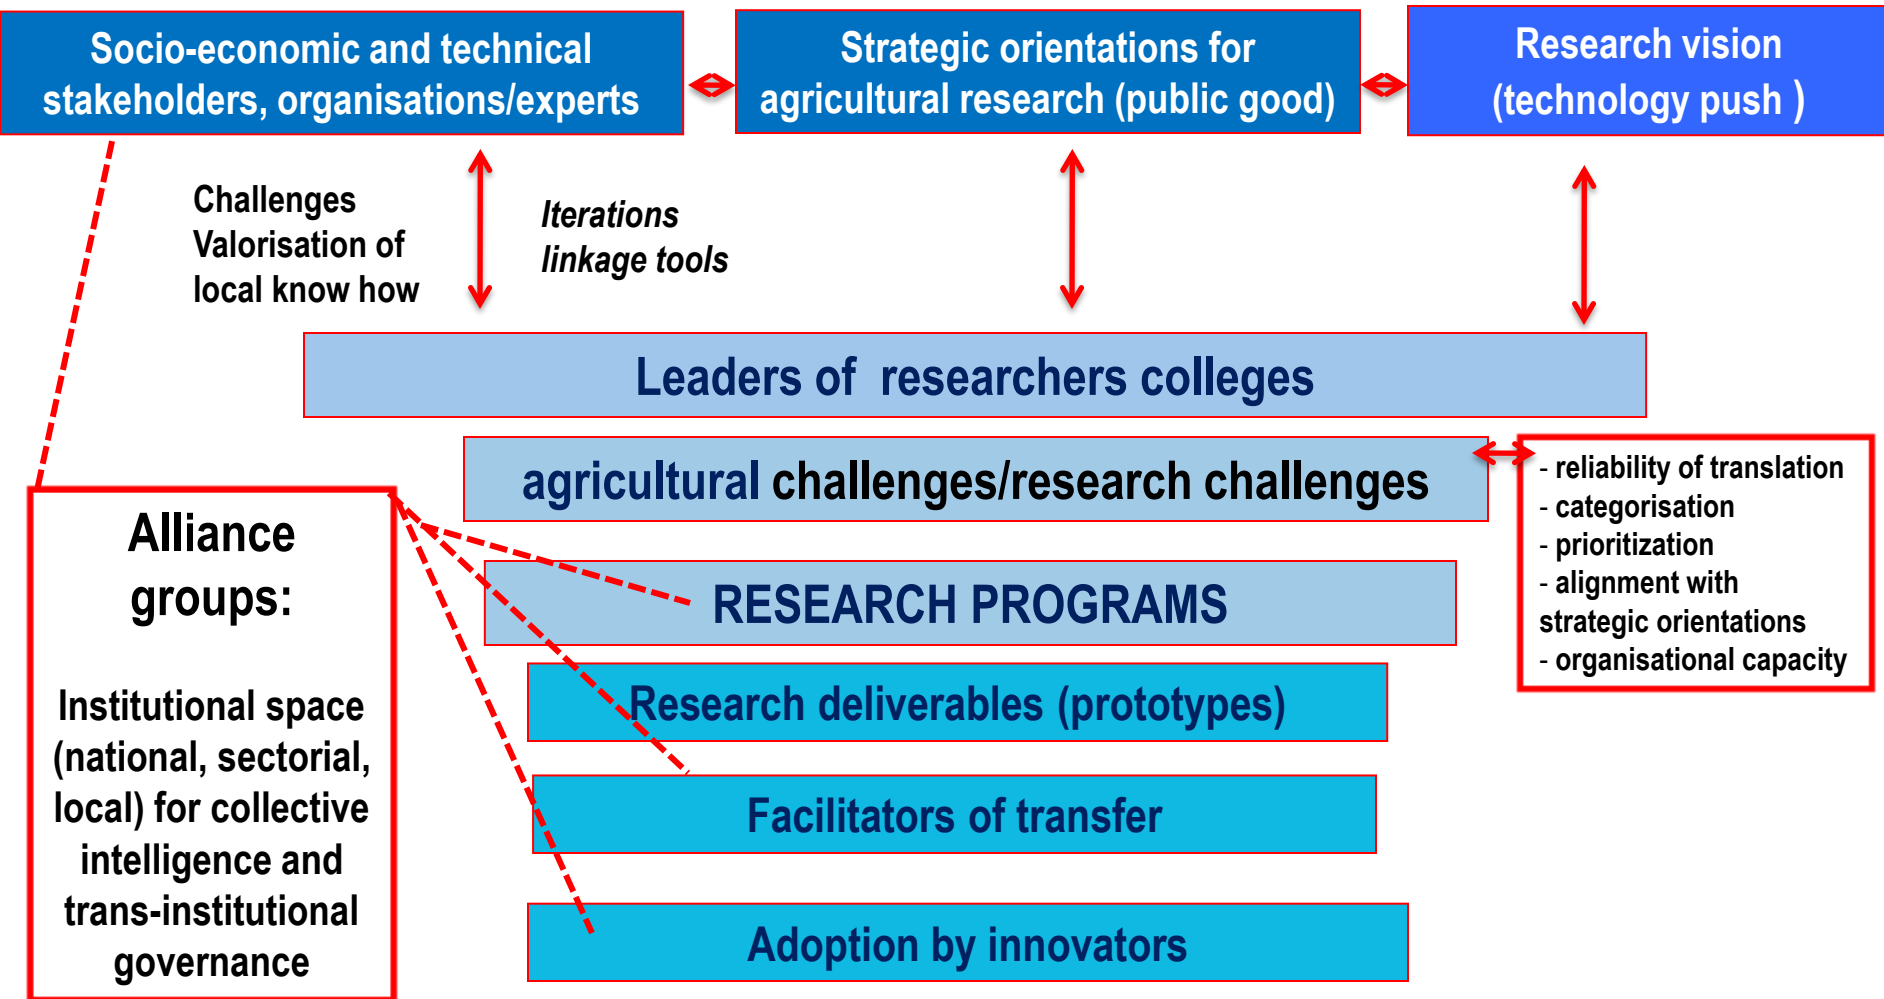 Socio-economic and technical
stakeholders, organisations/experts
Strategic orientations for
agricultural research (public good)
Research vision
(technology push )
Challenges
Valorisation of
local know how
Iterations
linkage tools
Leaders of  researchers colleges
agricultural challenges/research challenges
- reliability of translation
- categorisation
- prioritization
- alignment with
strategic orientations
- organisational capacity
Alliance
groups:
Institutional space
(national, sectorial,
local) for collective
intelligence and
trans-institutional
governance
RESEARCH PROGRAMS
Research deliverables (prototypes)
Facilitators of transfer
Adoption by innovators